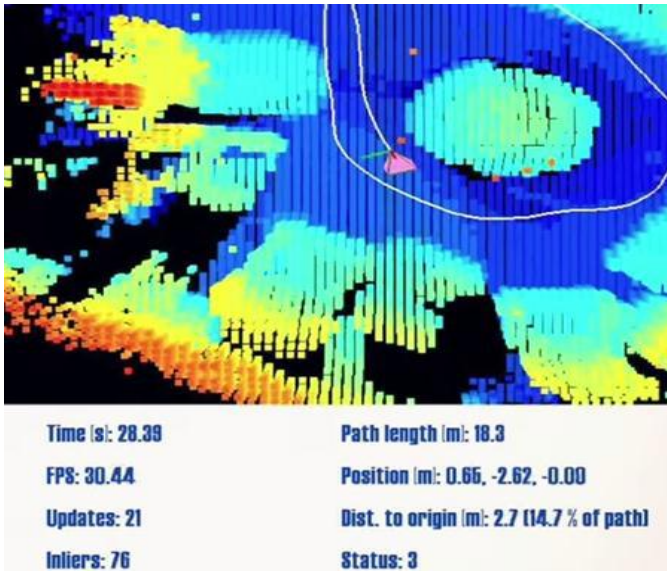 Time [s]: 28.39
Path length [m]: 18.3
FPS: 30.44
Position [m]: 0.65, -2.62, -0.00
Updates: 21
Dist. to origin [m]: 2.7 (14.7 % of path)
Inliers: 76
Status: 3